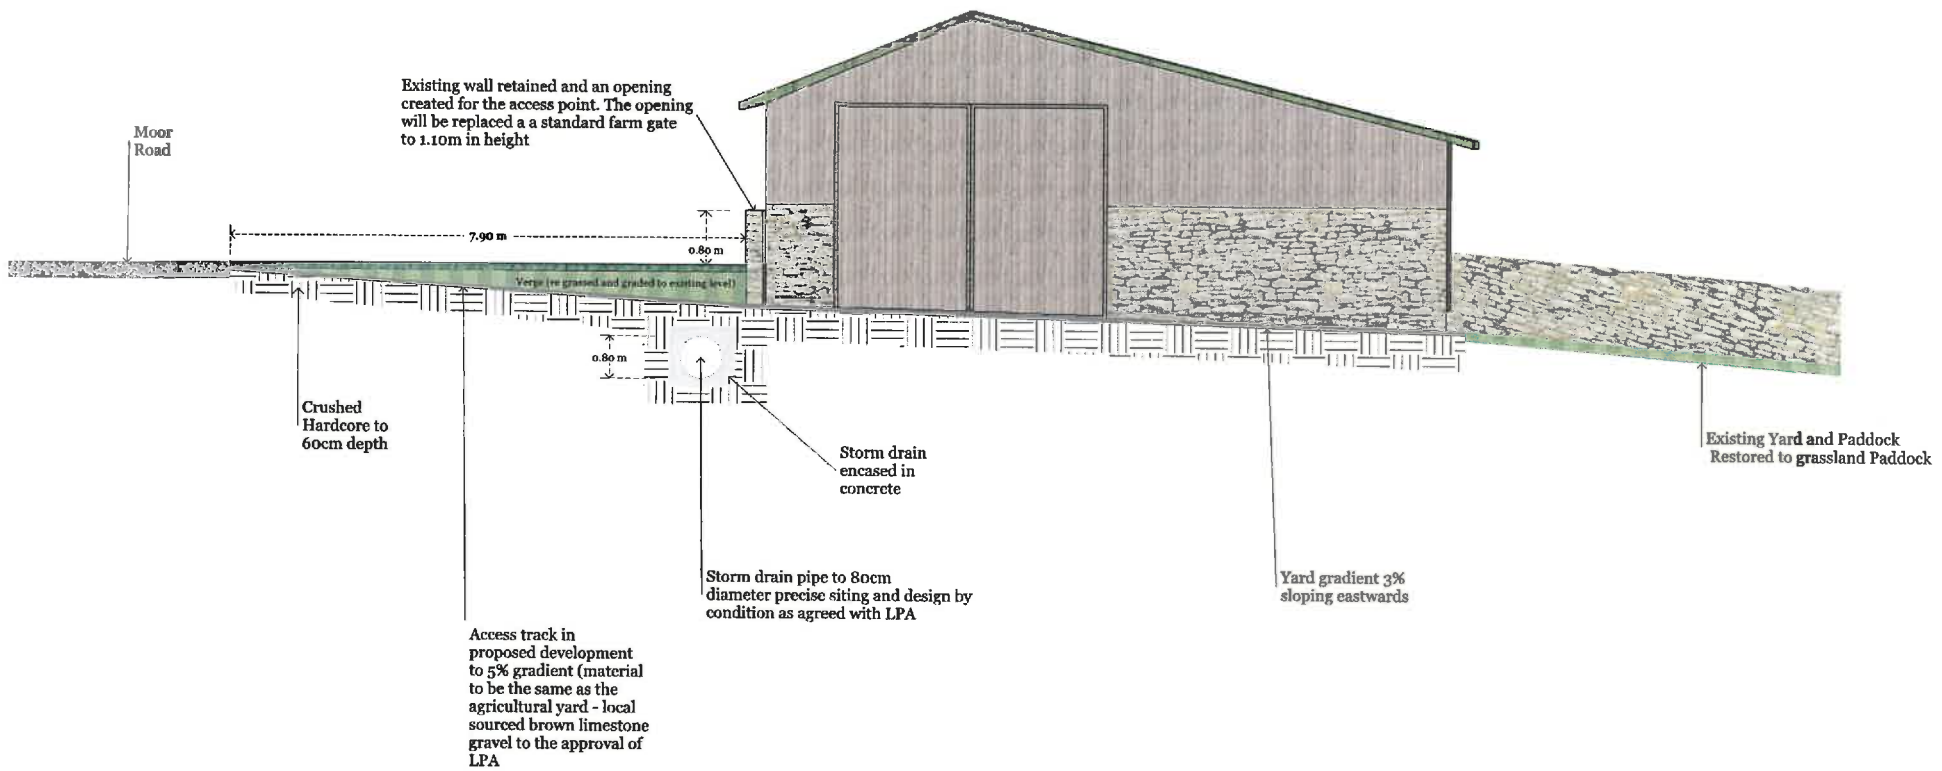 Existing wall retained and an opening
created for the access point. The opening
will be replaced a a standard farm gate
to 1.10m in height
Moor
Road
7.90 m
0.80 m
Verge (re grassed and graded to existing level)
0.80 m
Crushed
Hardcore to
60cm depth
Storm drain
encased in
concrete
Existing Yard and Paddock
Restored to grassland Paddock
Storm drain pipe to 80cm
diameter precise siting and design by
condition as agreed with LPA
Yard gradient 3%
sloping eastwards
Access track in
proposed development
to 5% gradient (material
to be the same as the
agricultural yard - local
sourced brown limestone
gravel to the approval of
LPA